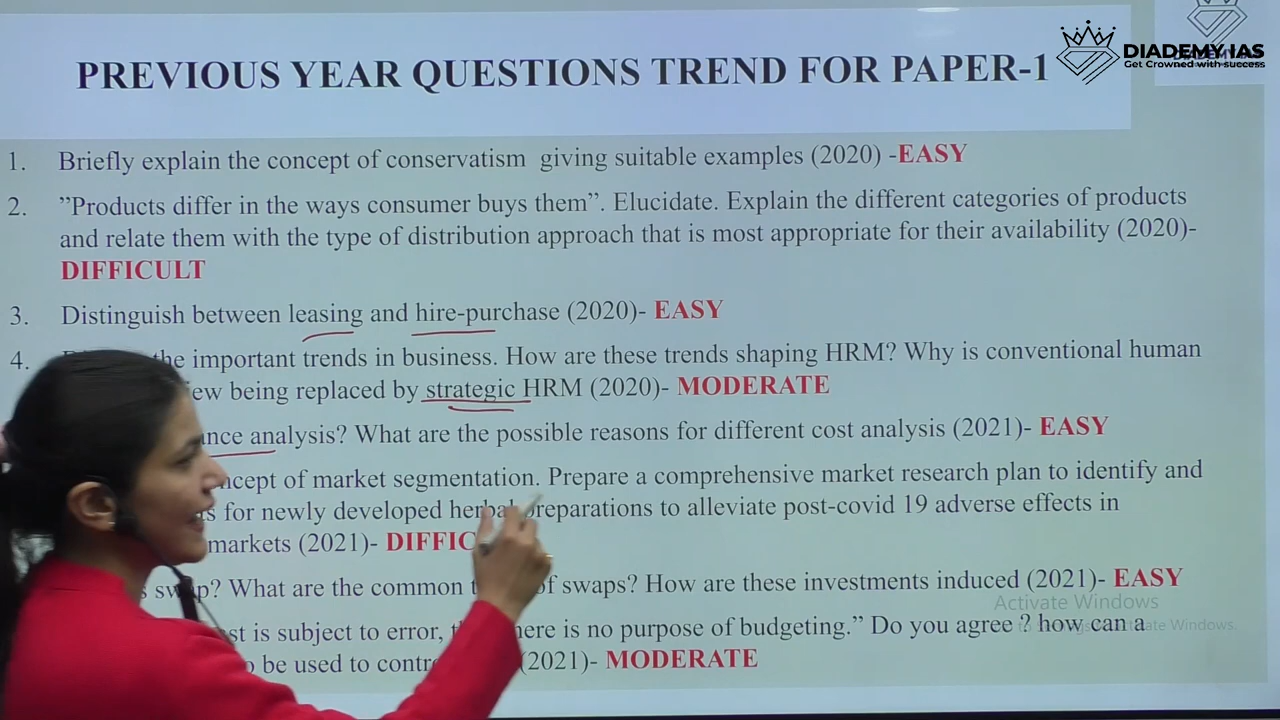 PREVIOUS YEAR QUESTIONS TREND FOR PAPER-1
DIADEMY IAS
Get Crowned with success
1. Briefly explain the concept of conservatism giving suitable examples (2020) -EASY
2. ”Products differ in the ways consumer buys them”. Elucidate. Explain the different categories of products
and relate them with the type of distribution approach that is most appropriate for their availability (2020)-
DIFFICULT
3. Distinguish between leasing and hire-purchase (2020)- EASY
4. the important trends in business. How are these trends shaping HRM? Why is conventional human
being replaced by strategic HRM (2020)- MODERATE
analysis? What are the possible reasons for different cost analysis (2021)- EASY
of market segmentation. Prepare a comprehensive market research plan to identify and
for newly developed herbal preparations to alleviate post-covid 19 adverse effects in
markets (2021)-
swap? What are the common of swaps? How are these investments induced (2021)- EASY
is subject to error, there is no purpose of budgeting.” Do you agree ? how can a
be used to (2021)- MODERATE
Activate Windows